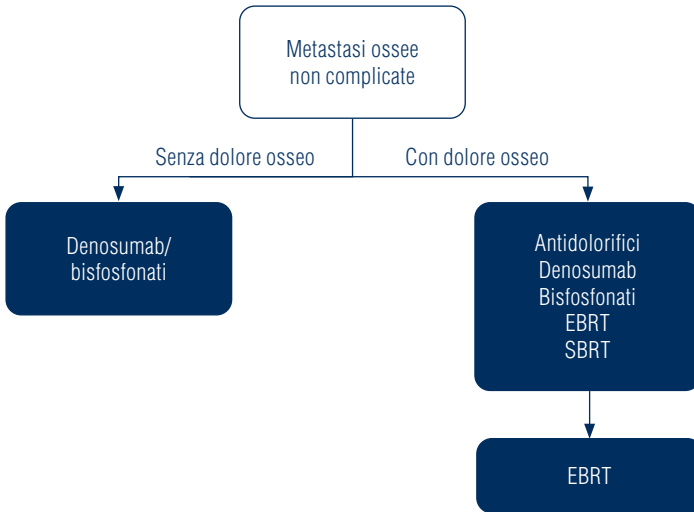 Metastasi ossee
non complicate
Senza dolore osseo
Con dolore osseo
Denosumab/
bisfosfonati
Antidolorifici
Denosumab
Bisfosfonati
EBRT
SBRT
EBRT